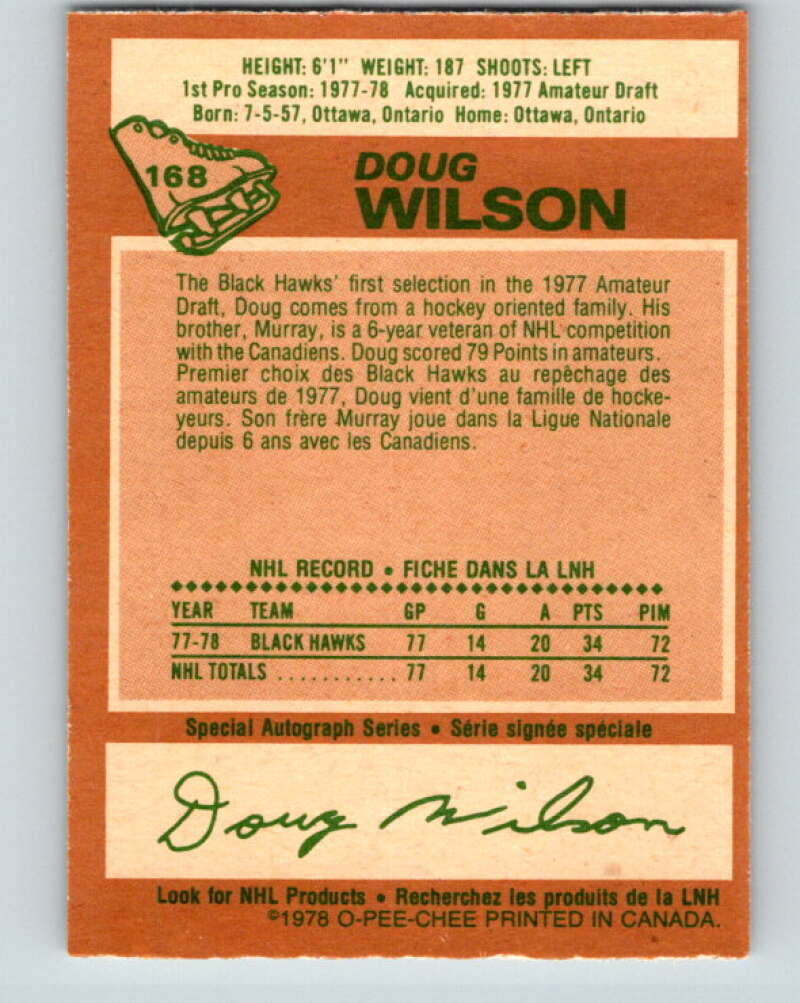 HEIGHT: 6'1" WEIGHT: 187 SHOOTS: LEFT
1st Pro Season: 1977-78 Acquired: 1977 Amateur Draft
Born: 7-5-57, Ottawa, Ontario Home: Ottawa, Ontario
168
DOUG
WILSON
The Black Hawks' first selection in the 1977 Amateur
Draft, Doug comes from a hockey oriented family. His
brother, Murray, is a 6-year veteran of NHL competition
with the Canadiens. Doug scored 79 Points in amateurs.
Premier choix des Black Hawks au repêchage des
amateurs de 1977, Doug vient d'une famille de hocke-
yeurs. Son frère Murray joue dans la Ligue Nationale
depuis 6 ans avec les Canadiens.
NHL RECORD • FICHE DANS LA LNH
YEAR TEAM GP G A PTS PIM
77-78 BLACK HAWKS 77 14 20 34 72
NHL TOTALS ........... 77 14 20 34 72
Special Autograph Series • Série signée spéciale
Doug Wilson
Look for NHL Products • Recherchez les produits de la LNH
©1978 O-PEE-CHEE PRINTED IN CANADA.